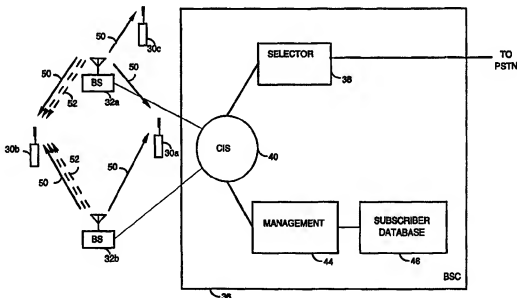 50
30c
SELECTOR
38
TO
PSTN
50
52
BS
32a
50
CIS
40
30b
50
30a
52
50
BS
32b
MANAGEMENT
44
SUBSCRIBER
DATABASE
46
BSC
36